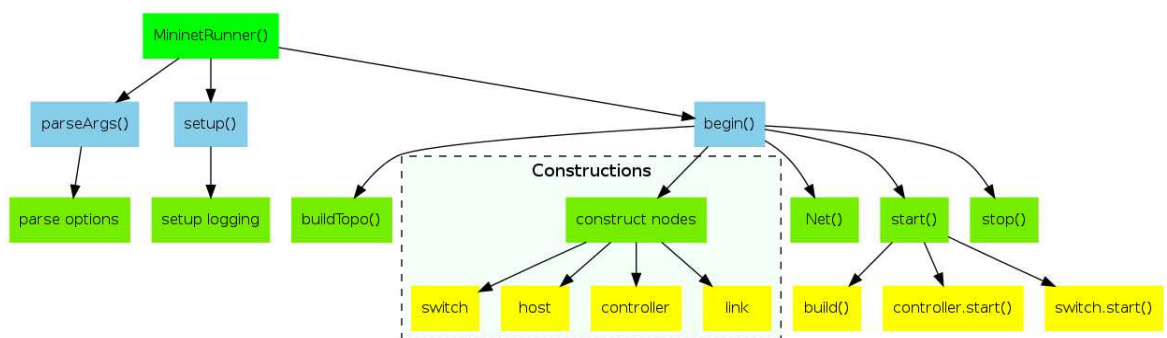 MininetRunner()
parseArgs()
setup()
begin()
Constructions
parse options
setup logging
buildTopo()
construct nodes
Net()
start()
stop()
switch
host
controller
link
build()
controller.start()
switch.start()